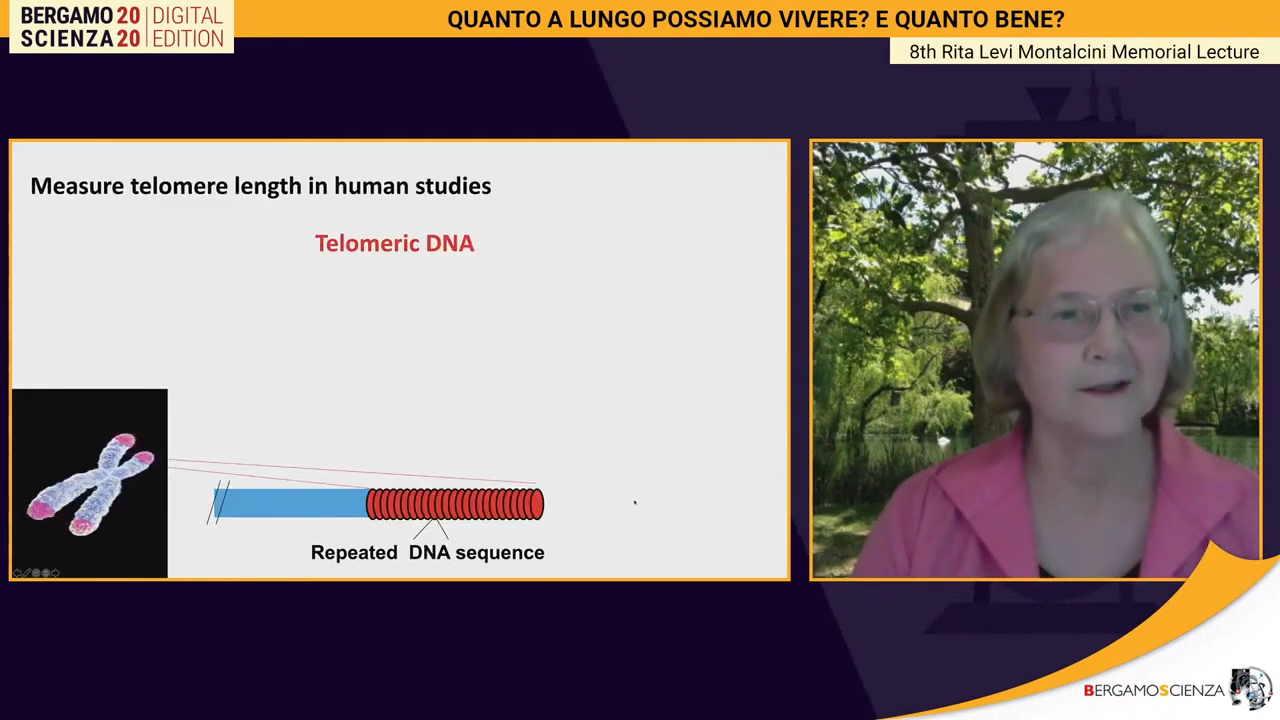 BERGAMO 20 DIGITAL
SCIENZA 20 EDITION
QUANTO A LUNGO POSSIAMO VIVERE? E QUANTO BENE?
8th Rita Levi Montalcini Memorial Lecture
Measure telomere length in human studies
Telomeric DNA
Repeated DNA sequence
BERGAMOSCIENZA